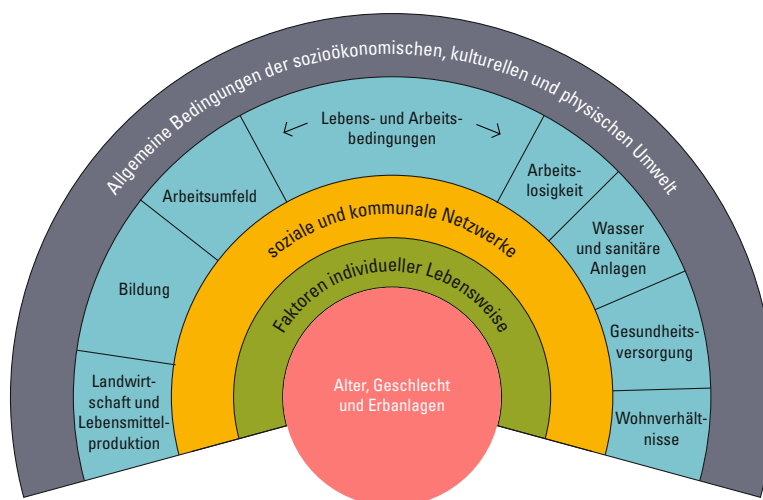 Allgemeine Bedingungen der sozioökonomischen, kulturellen und physischen Umwelt
Lebens- und Arbeits-
bedingungen
Arbeitsumfeld
Bildung
Landwirt-
schaft und
Lebensmittel-
produktion
Arbeits-
losigkeit
Wasser
und sanitäre
Anlagen
Gesundheits-
versorgung
Wohnverhält-
nisse
soziale und kommunale Netzwerke
Faktoren individueller Lebensweise
Alter, Geschlecht
und Erbanlagen